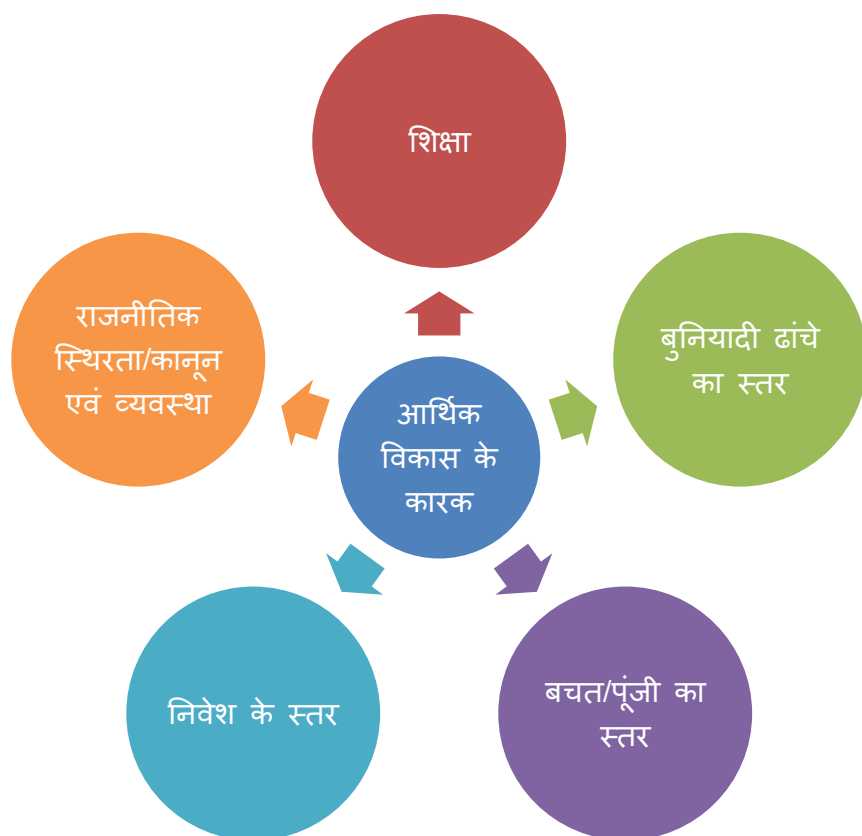 शिक्षा
राजनीतिक
स्थिरता/कानून
एवं व्यवस्था
बुनियादी ढांचे
का स्तर
आर्थिक
विकास के
कारक
निवेश के स्तर
बचत/पूंजी का
स्तर